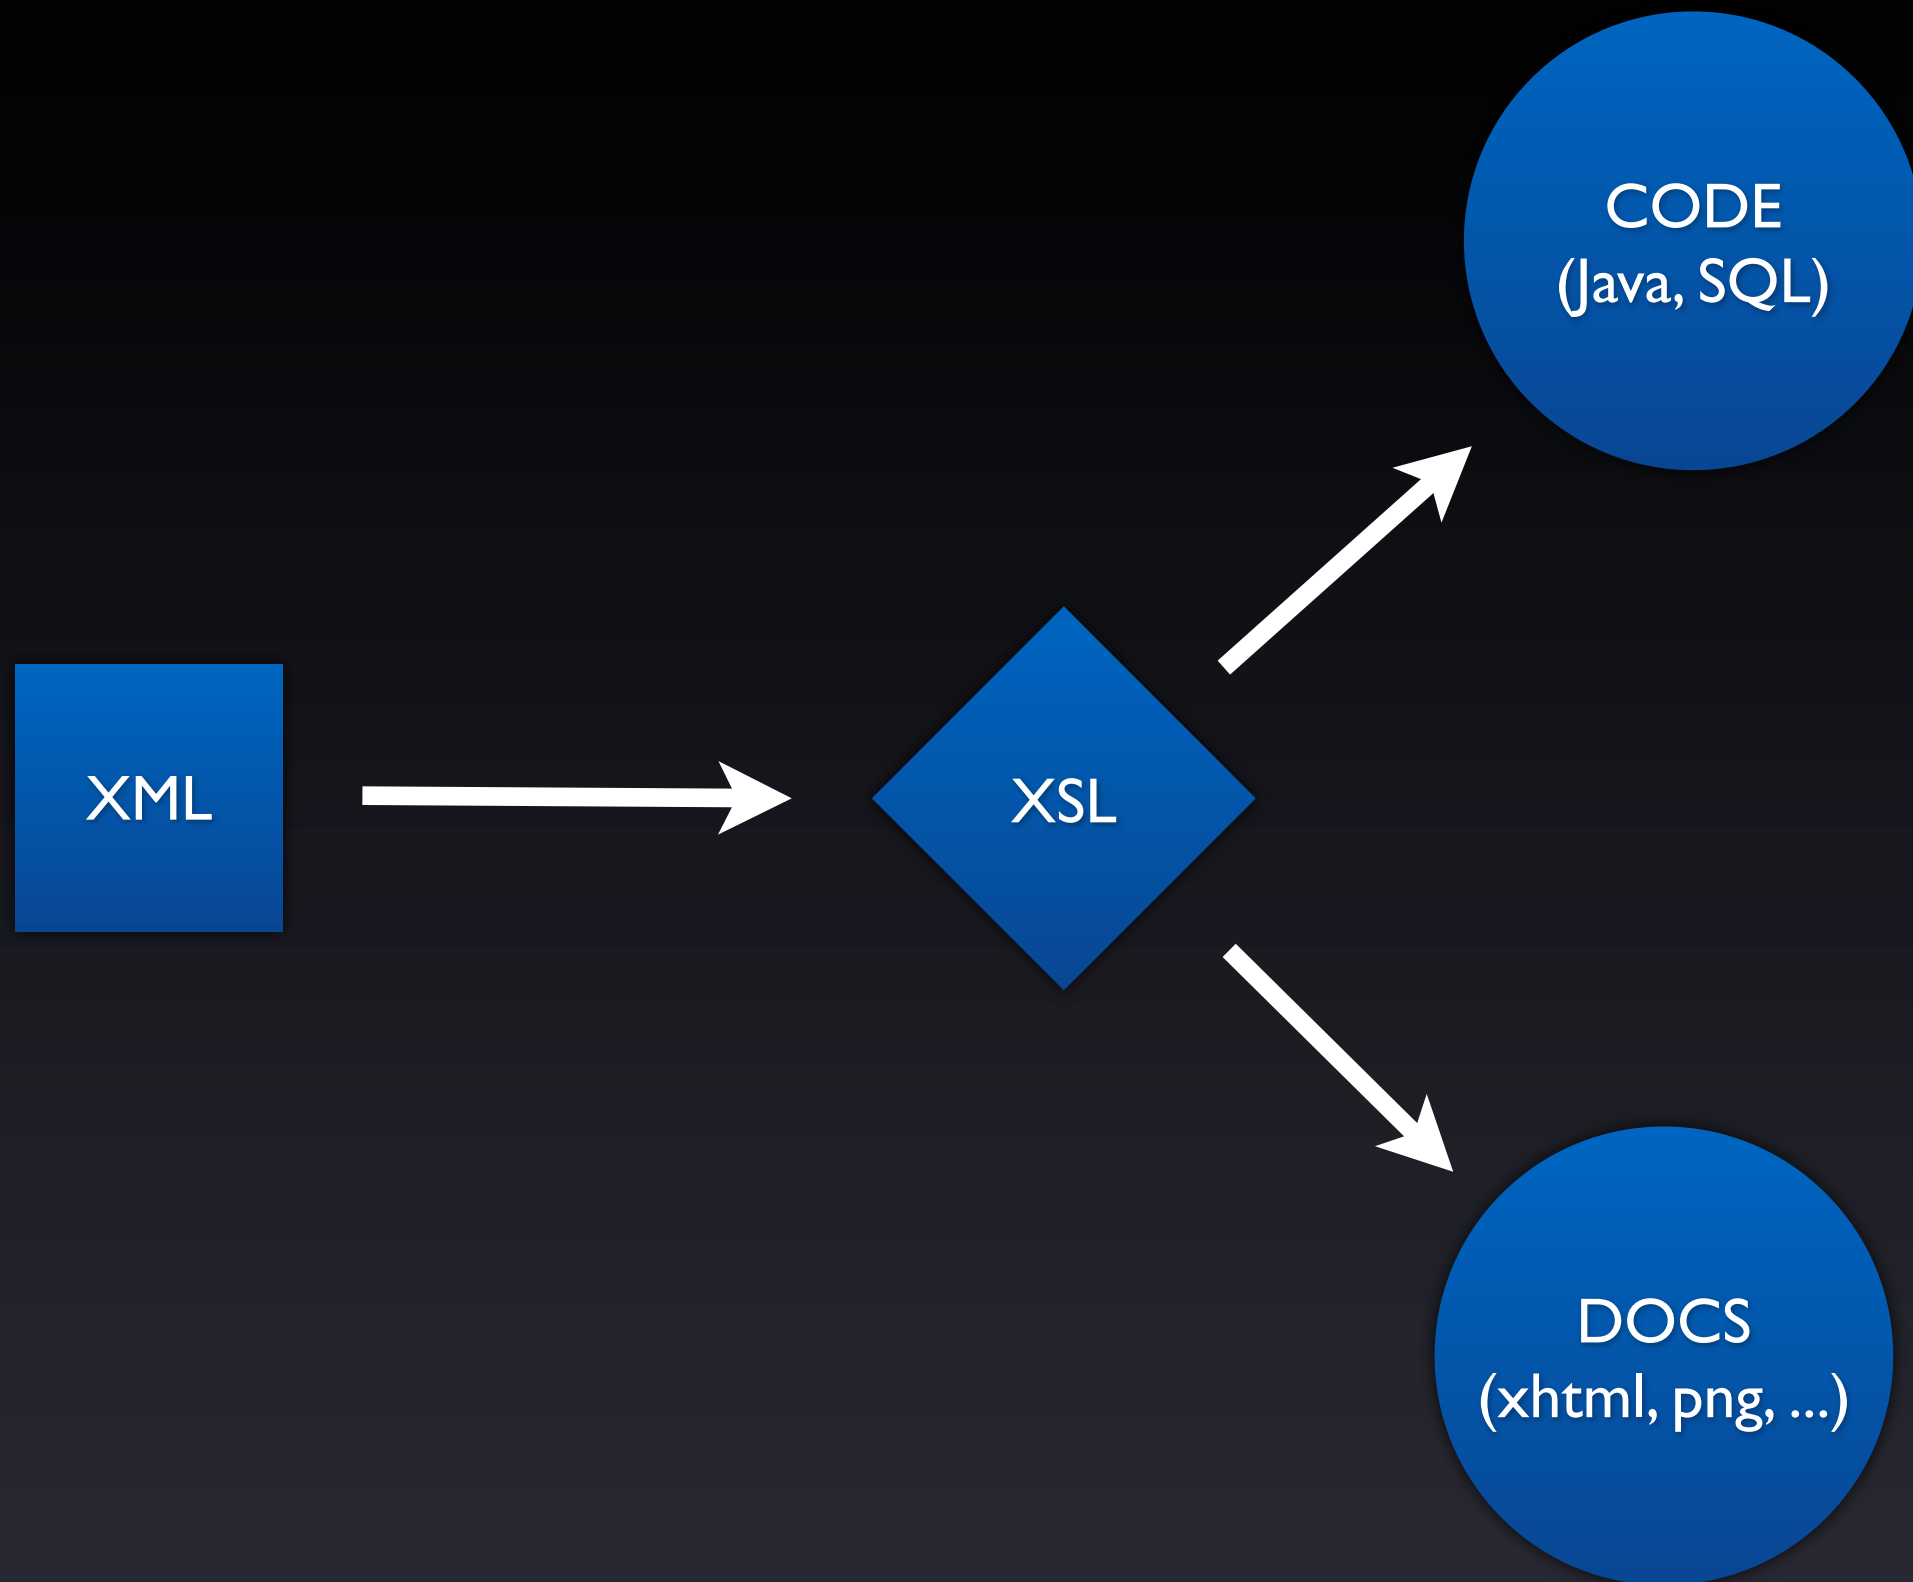 CODE
(Java, SQL)
XML
XSL
DOCS
(xhtml, png, ...)